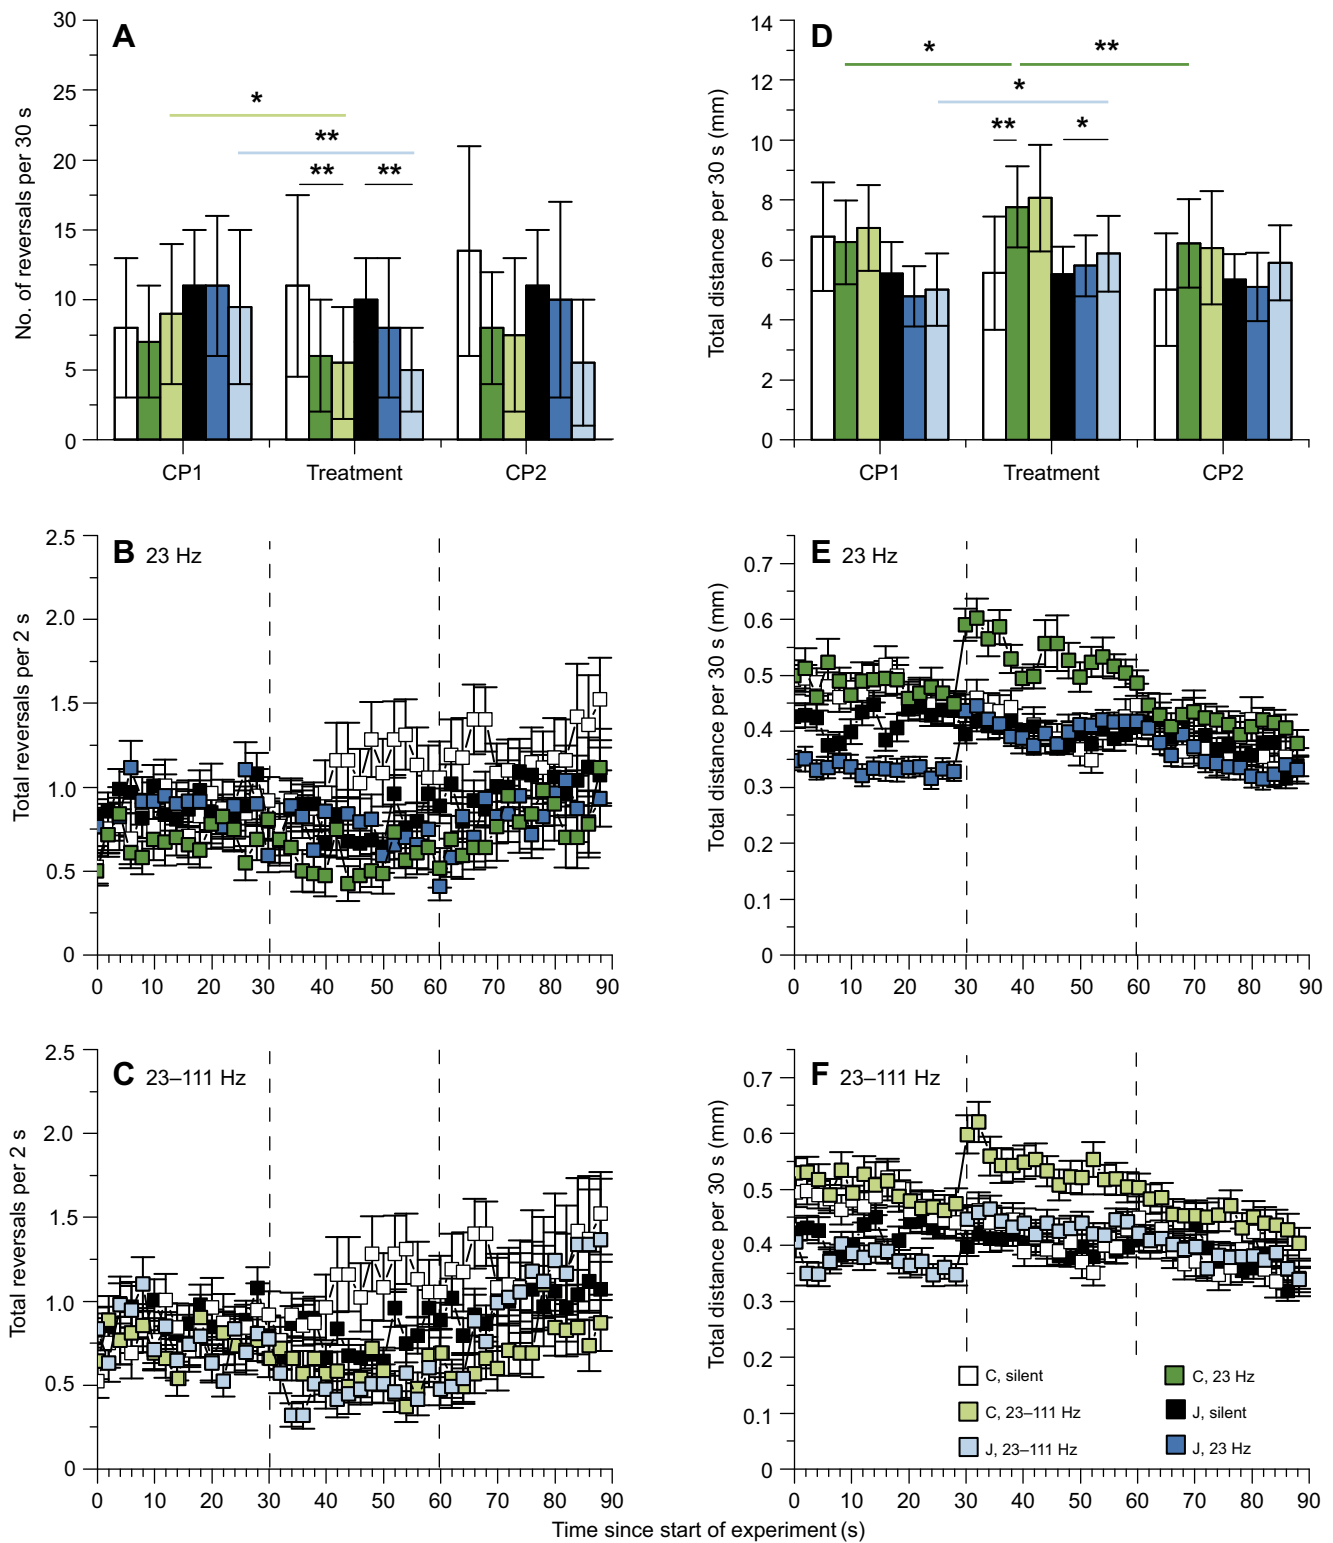 A
No. of reversals per 30 s
30
25
20
15
10
5
0
*
**
**
**
CP1 Treatment CP2
D
Total distance per 30 s (mm)
14
12
10
8
6
4
2
0
*
**
*
**
*
CP1 Treatment CP2
B 23 Hz
Total reversals per 2 s
2.5
2.0
1.5
1.0
0.5
0
0 10 20 30 40 50 60 70 80 90
E 23 Hz
Total distance per 30 s (mm)
0.7
0.6
0.5
0.4
0.3
0.2
0.1
0
0 10 20 30 40 50 60 70 80 90
C 23–111 Hz
Total reversals per 2 s
2.5
2.0
1.5
1.0
0.5
0
0 10 20 30 40 50 60 70 80 90
F 23–111 Hz
Total distance per 30 s (mm)
0.7
0.6
0.5
0.4
0.3
0.2
0.1
0
C, silent
C, 23 Hz
C, 23–111 Hz
J, silent
J, 23–111 Hz
J, 23 Hz
0 10 20 30 40 50 60 70 80 90
Time since start of experiment (s)